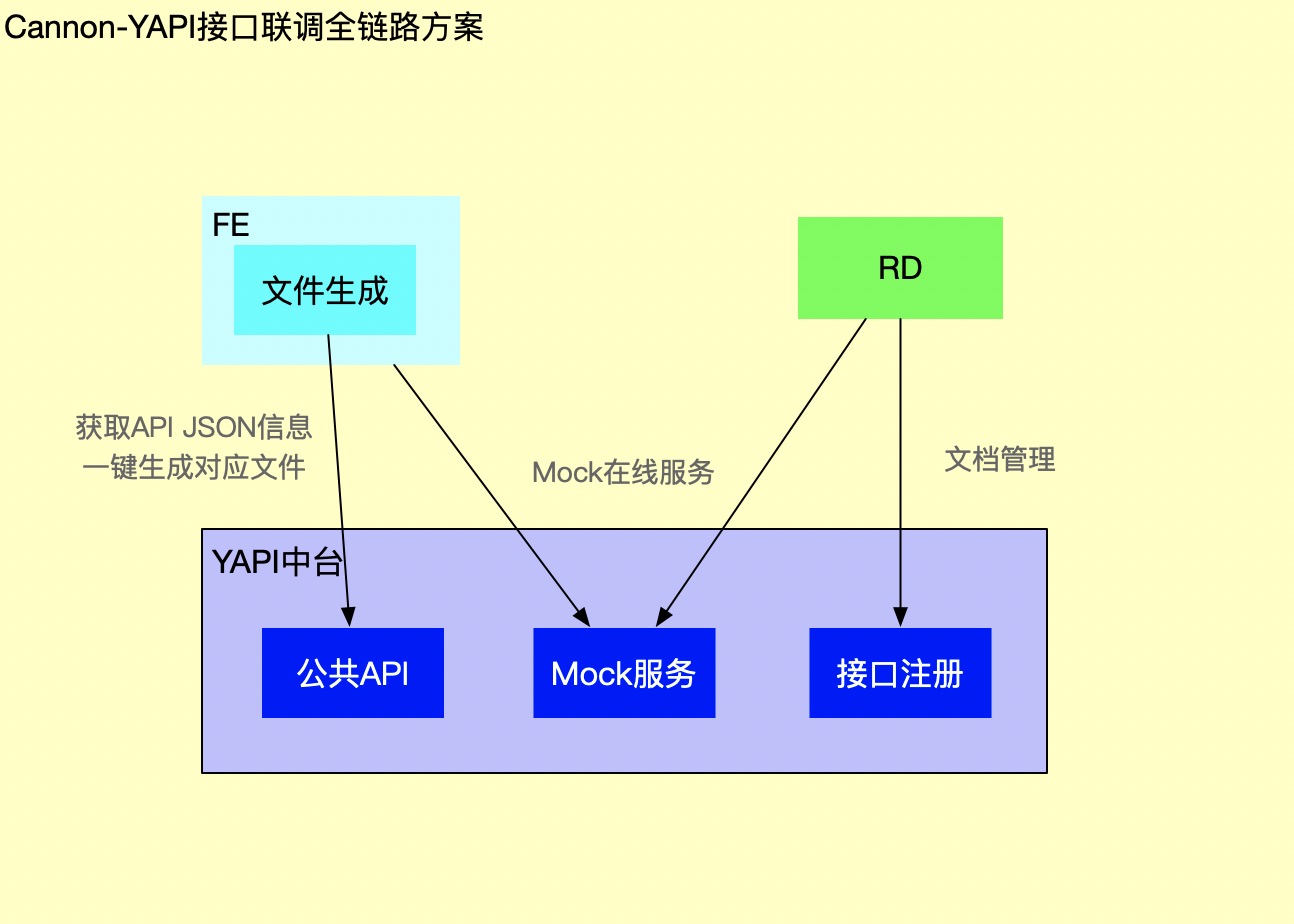 Cannon-YAPI接口联调全链路方案
FE
文件生成
RD
获取API JSON信息
一键生成对应文件
Mock在线服务
文档管理
YAPI中台
公共API
Mock服务
接口注册